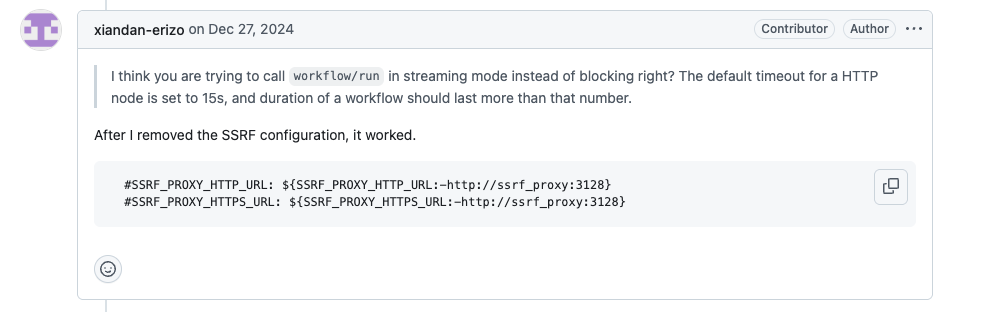 xiandan-erizo on Dec 27, 2024 Contributor Author ...
I think you are trying to call workflow/run in streaming mode instead of blocking right? The default timeout for a HTTP
node is set to 15s, and duration of a workflow should last more than that number.
After I removed the SSRF configuration, it worked.
#SSRF_PROXY_HTTP_URL: ${SSRF_PROXY_HTTP_URL:-http://ssrf_proxy:3128}
#SSRF_PROXY_HTTPS_URL: ${SSRF_PROXY_HTTPS_URL:-http://ssrf_proxy:3128}